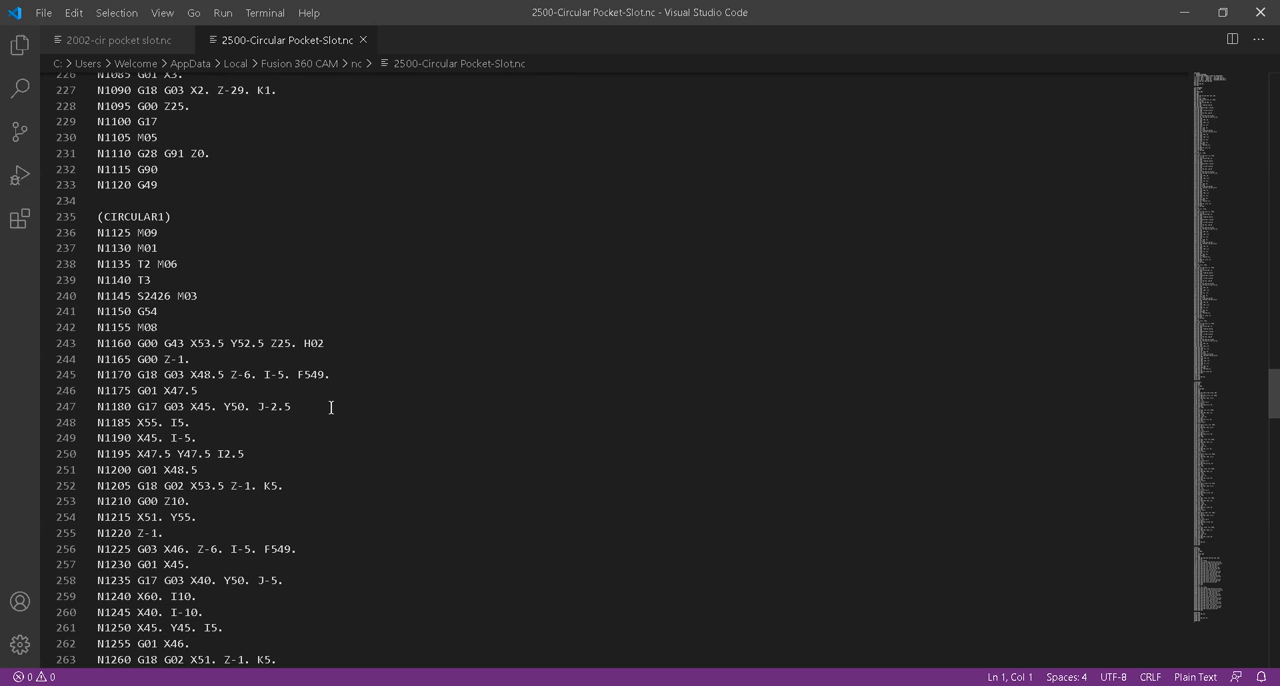 File Edit Selection View Go Run Terminal Help 2500-Circular Pocket-Slot.nc - Visual Studio Code
2002-cir pocket slot.nc 2500-Circular Pocket-Slot.nc
C: > Users > Welcome > AppData > Local > Fusion 360 CAM > nc > 2500-Circular Pocket-Slot.nc
226 N1085 G01 X3.
227 N1090 G18 G03 X2. Z-29. K1.
228 N1095 G00 Z25.
229 N1100 G17
230 N1105 M05
231 N1110 G28 G91 Z0.
232 N1115 G90
233 N1120 G49
234
235 (CIRCULAR1)
236 N1125 M09
237 N1130 M01
238 N1135 T2 M06
239 N1140 T3
240 N1145 S2426 M03
241 N1150 G54
242 N1155 M08
243 N1160 G00 G43 X53.5 Y52.5 Z25. H02
244 N1165 G00 Z-1.
245 N1170 G18 G03 X48.5 Z-6. I-5. F549.
246 N1175 G01 X47.5
247 N1180 G17 G03 X45. Y50. J-2.5
248 N1185 X55. I5.
249 N1190 X45. I-5.
250 N1195 X47.5 Y47.5 I2.5
251 N1200 G01 X48.5
252 N1205 G18 G02 X53.5 Z-1. K5.
253 N1210 G00 Z10.
254 N1215 X51. Y55.
255 N1220 Z-1.
256 N1225 G03 X46. Z-6. I-5. F549.
257 N1230 G01 X45.
258 N1235 G17 G03 X40. Y50. J-5.
259 N1240 X60. I10.
260 N1245 X40. I-10.
261 N1250 X45. Y45. I5.
262 N1255 G01 X46.
263 N1260 G18 G02 X51. Z-1. K5.
0 0 Ln 1, Col 1 Spaces: 4 UTF-8 CRLF Plain Text